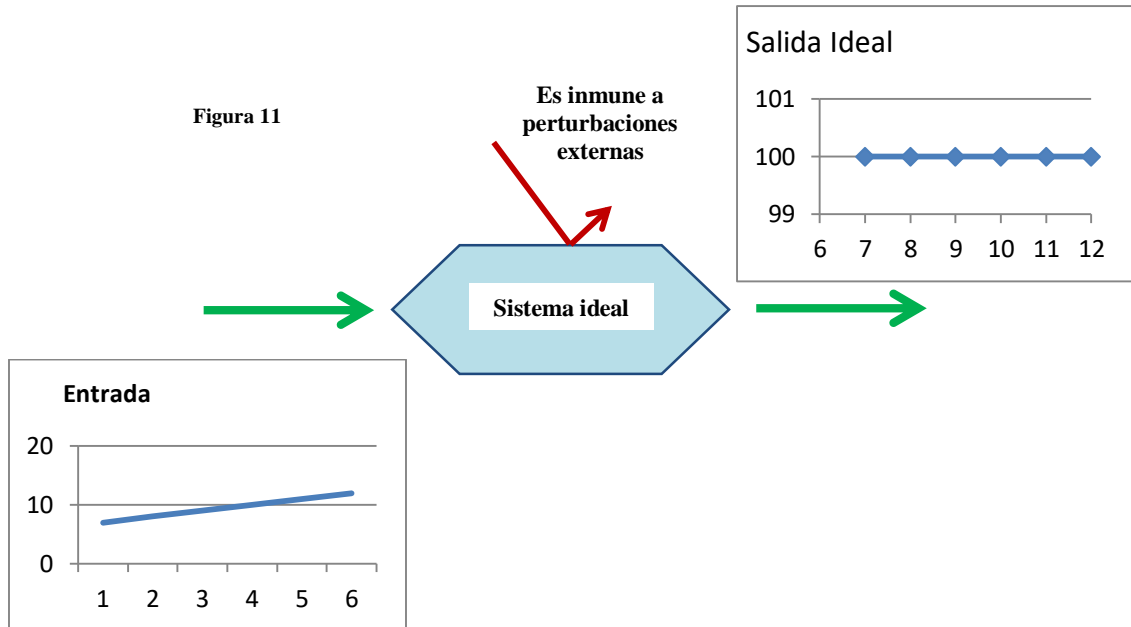 Figura 11
Es inmune a
perturbaciones
externas
Salida Ideal
101
100
99
6 7 8 9 10 11 12
Sistema ideal
Entrada
20
10
0
1 2 3 4 5 6